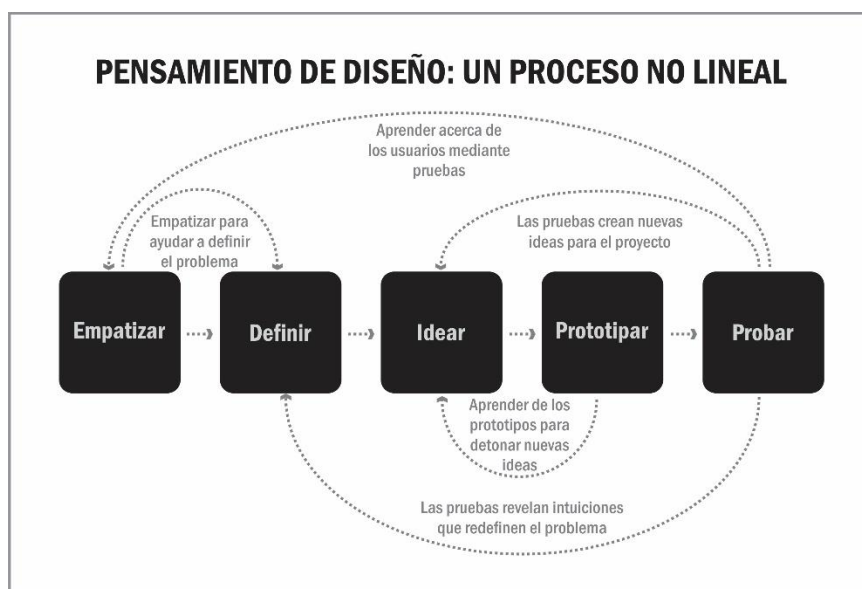 PENSAMIENTO DE DISEÑO: UN PROCESO NO LINEAL
Aprender acerca de
los usuarios mediante
pruebas
Empatizar para
ayudar a definir
el problema
Las pruebas crean nuevas
ideas para el proyecto
Empatizar
Definir
Idear
Prototipar
Probar
Aprender de los
prototipos para
detonar nuevas
ideas
Las pruebas revelan intuiciones
que redefinen el problema